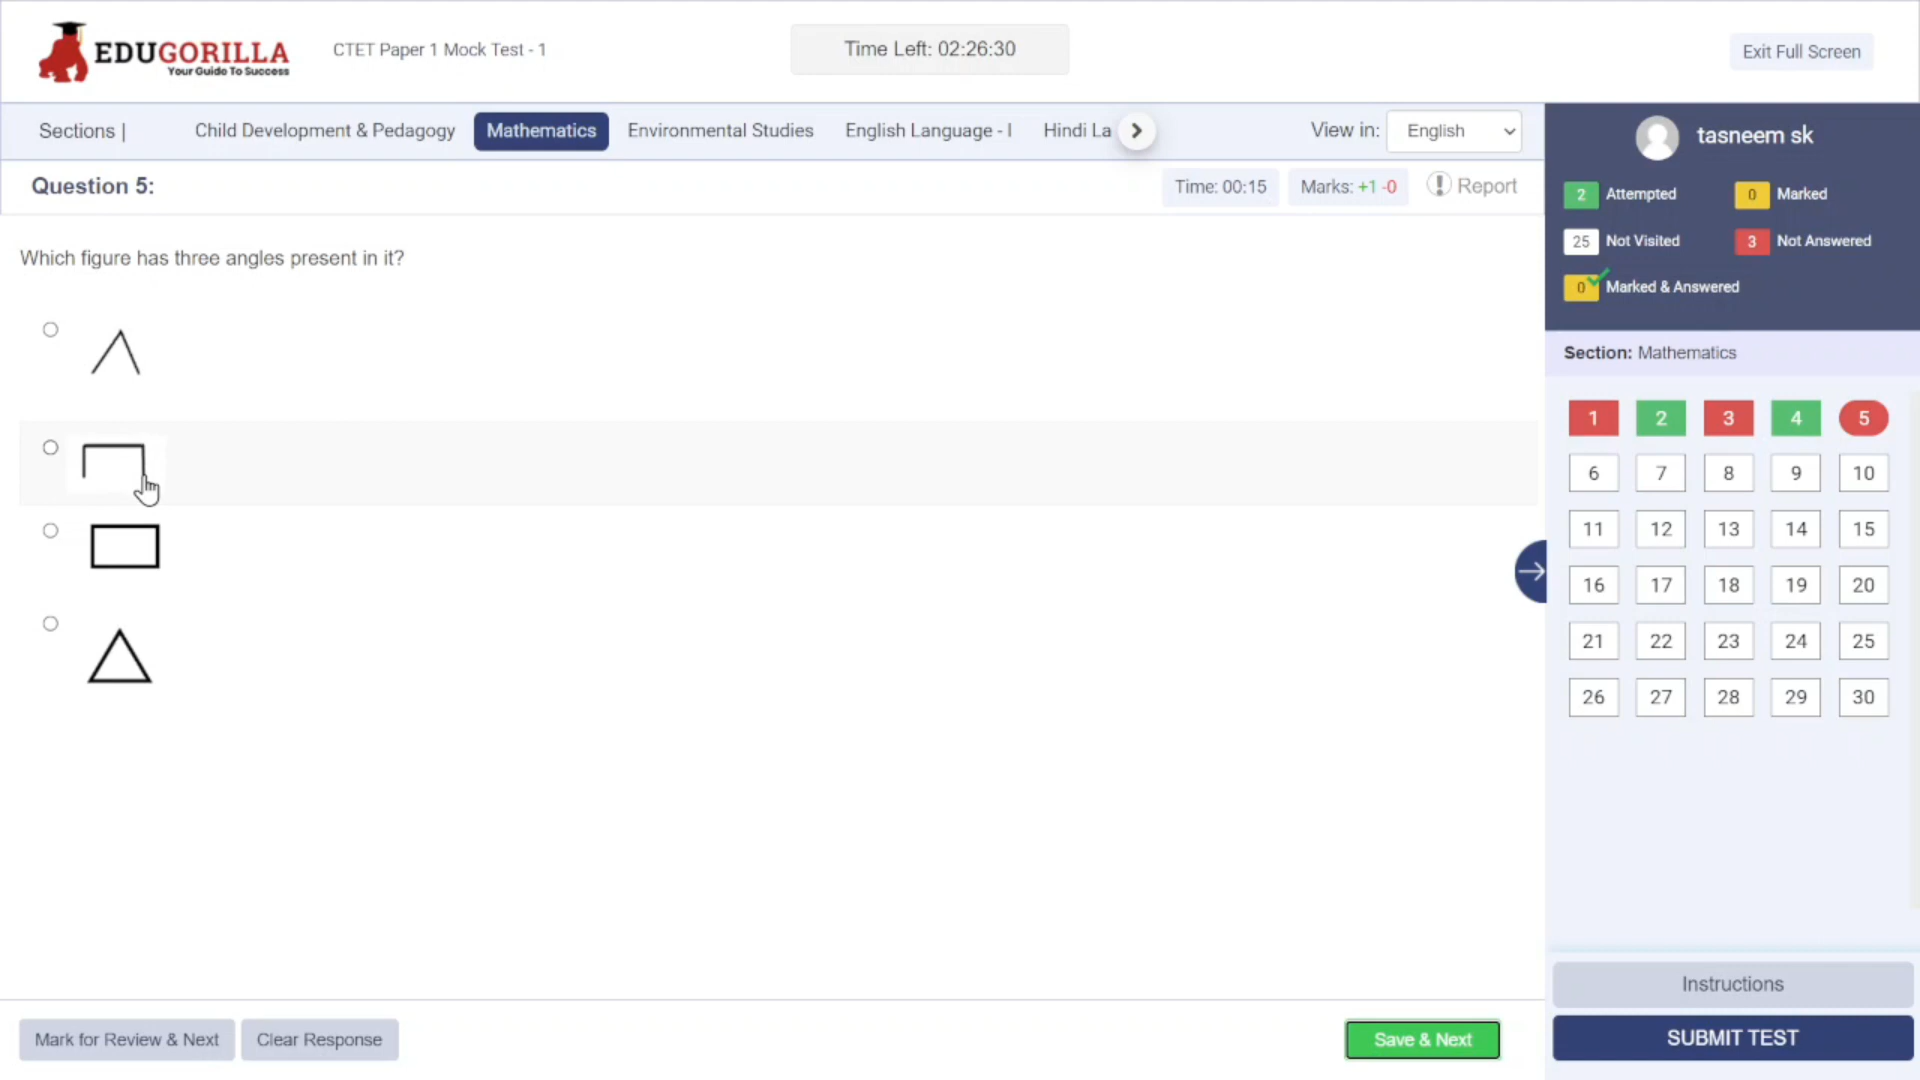 EDUGORILLA
Your Guide To Success
CTET Paper 1 Mock Test - 1
Time Left: 02:26:30
Exit Full Screen
Sections |
Child Development & Pedagogy
Mathematics
Environmental Studies
English Language - I
Hindi La
View in:
English
Question 5:
Time: 00:15
Marks: +1 -0
Report
Which figure has three angles present in it?
Mark for Review & Next
Clear Response
Save & Next
tasneem sk
2 Attempted
0 Marked
25 Not Visited
3 Not Answered
0 Marked & Answered
Section: Mathematics
1 2 3 4 5
6 7 8 9 10
11 12 13 14 15
16 17 18 19 20
21 22 23 24 25
26 27 28 29 30
Instructions
SUBMIT TEST